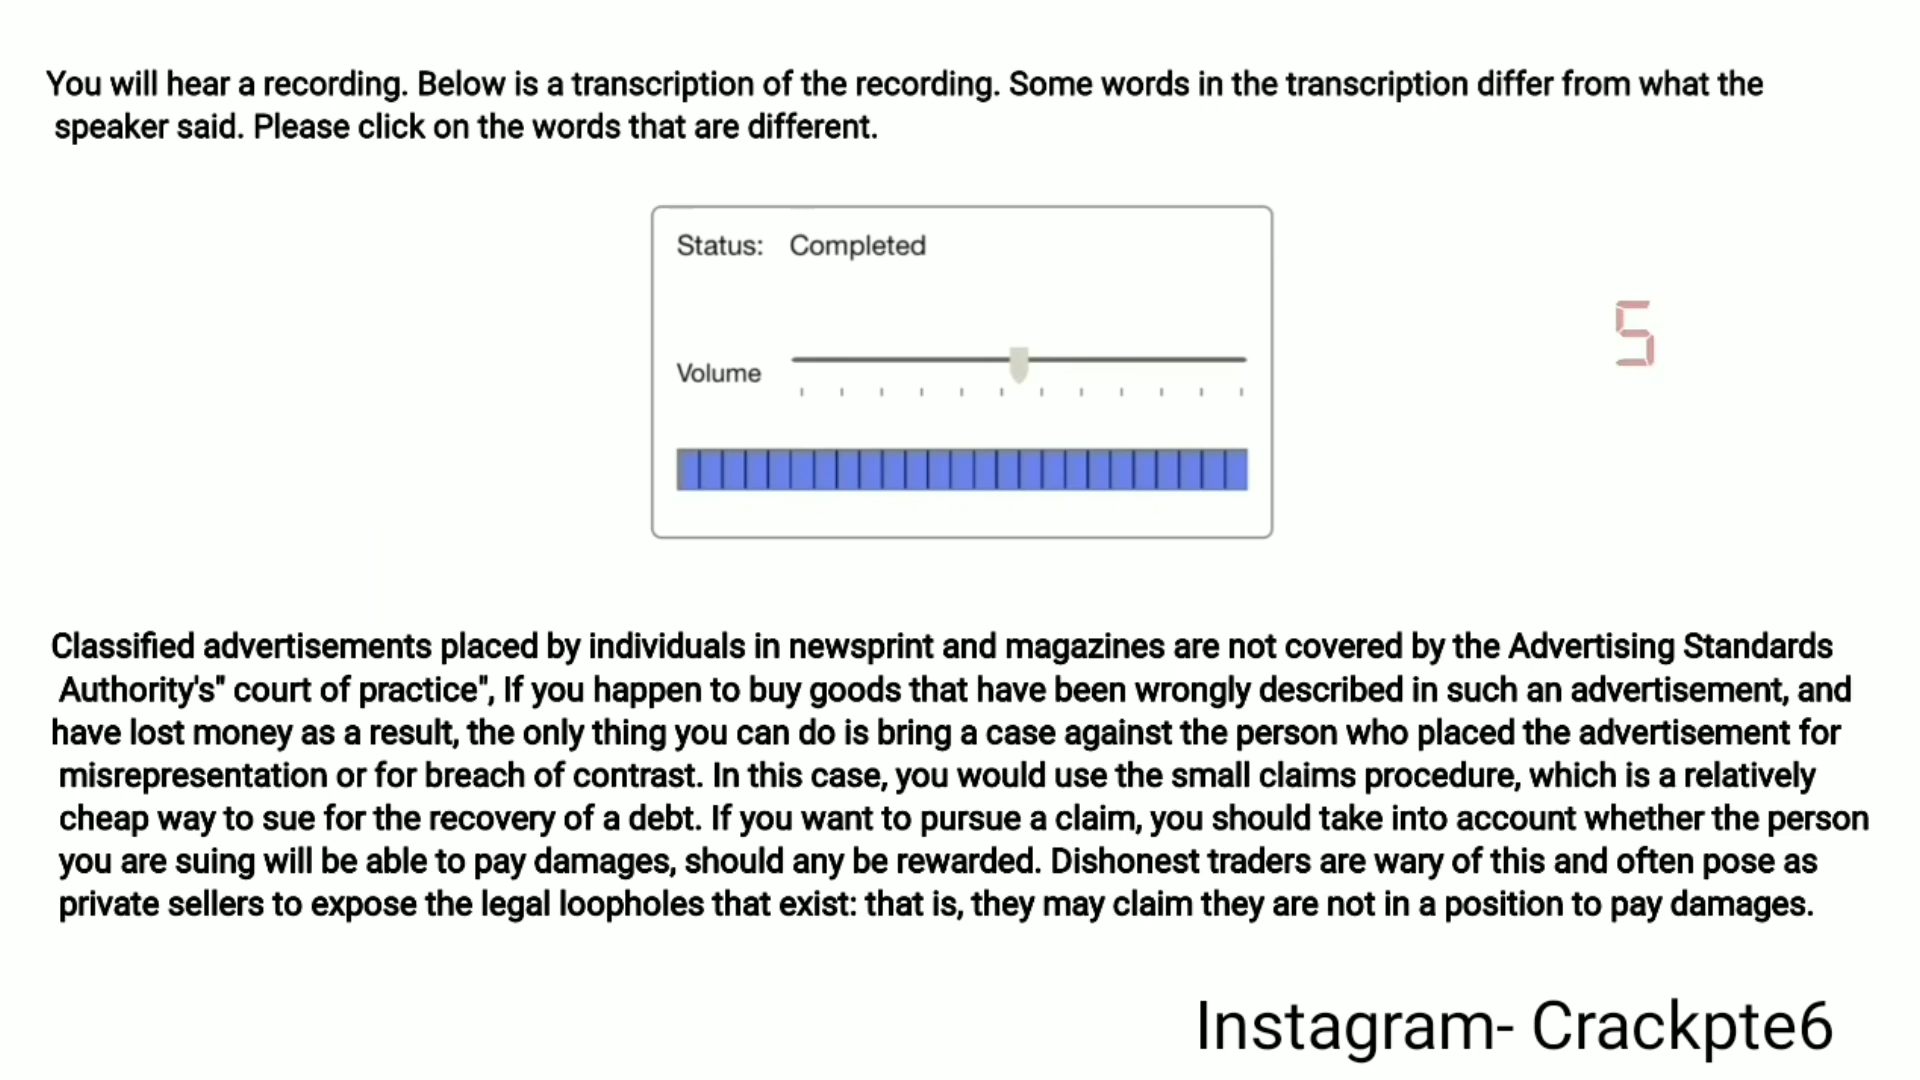 You will hear a recording. Below is a transcription of the recording. Some words in the transcription differ from what the
speaker said. Please click on the words that are different.
Status: Completed
5
Volume
Classified advertisements placed by individuals in newsprint and magazines are not covered by the Advertising Standards
Authority's" court of practice", If you happen to buy goods that have been wrongly described in such an advertisement, and
have lost money as a result, the only thing you can do is bring a case against the person who placed the advertisement for
misrepresentation or for breach of contrast. In this case, you would use the small claims procedure, which is a relatively
cheap way to sue for the recovery of a debt. If you want to pursue a claim, you should take into account whether the person
you are suing will be able to pay damages, should any be rewarded. Dishonest traders are wary of this and often pose as
private sellers to expose the legal loopholes that exist: that is, they may claim they are not in a position to pay damages.
Instagram- Crackpte6